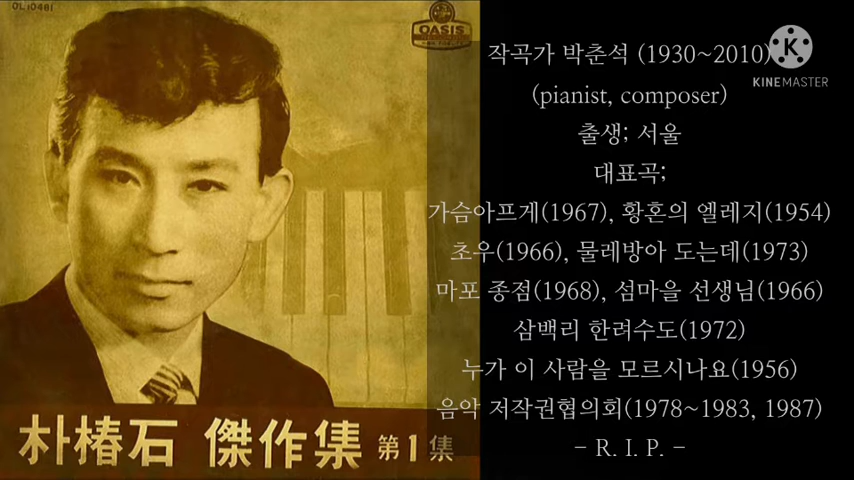 OL10481
OASIS
작곡가 박춘석 (1930~2010)
K
KINEMASTER
(pianist, composer)
출생; 서울
대표곡;
가슴아프게(1967), 황혼의 엘레지(1954)
초우(1966), 물레방아 도는데(1973)
마포 종점(1968), 섬마을 선생님(1966)
삼백리 한려수도(1972)
누가 이 사람을 모르시나요(1956)
음악 저작권협의회(1978~1983, 1987)
- R. I. P. -
朴椿石 傑作集 第1集